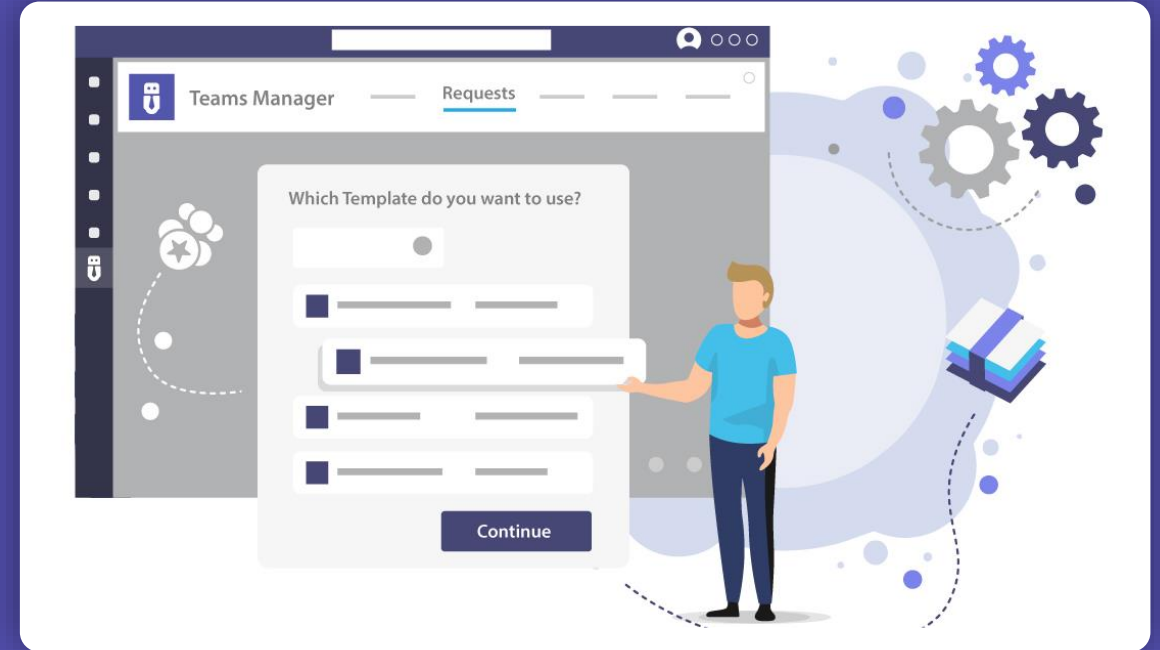 Teams Manager
Requests
Which Template do you want to use?
Continue